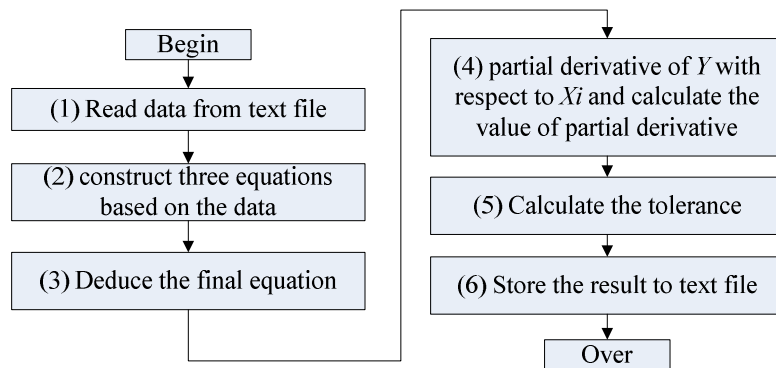 Begin
(1) Read data from text file
(2) construct three equations
based on the data
(3) Deduce the final equation
(4) partial derivative of Y with
respect to Xi and calculate the
value of partial derivative
(5) Calculate the tolerance
(6) Store the result to text file
Over